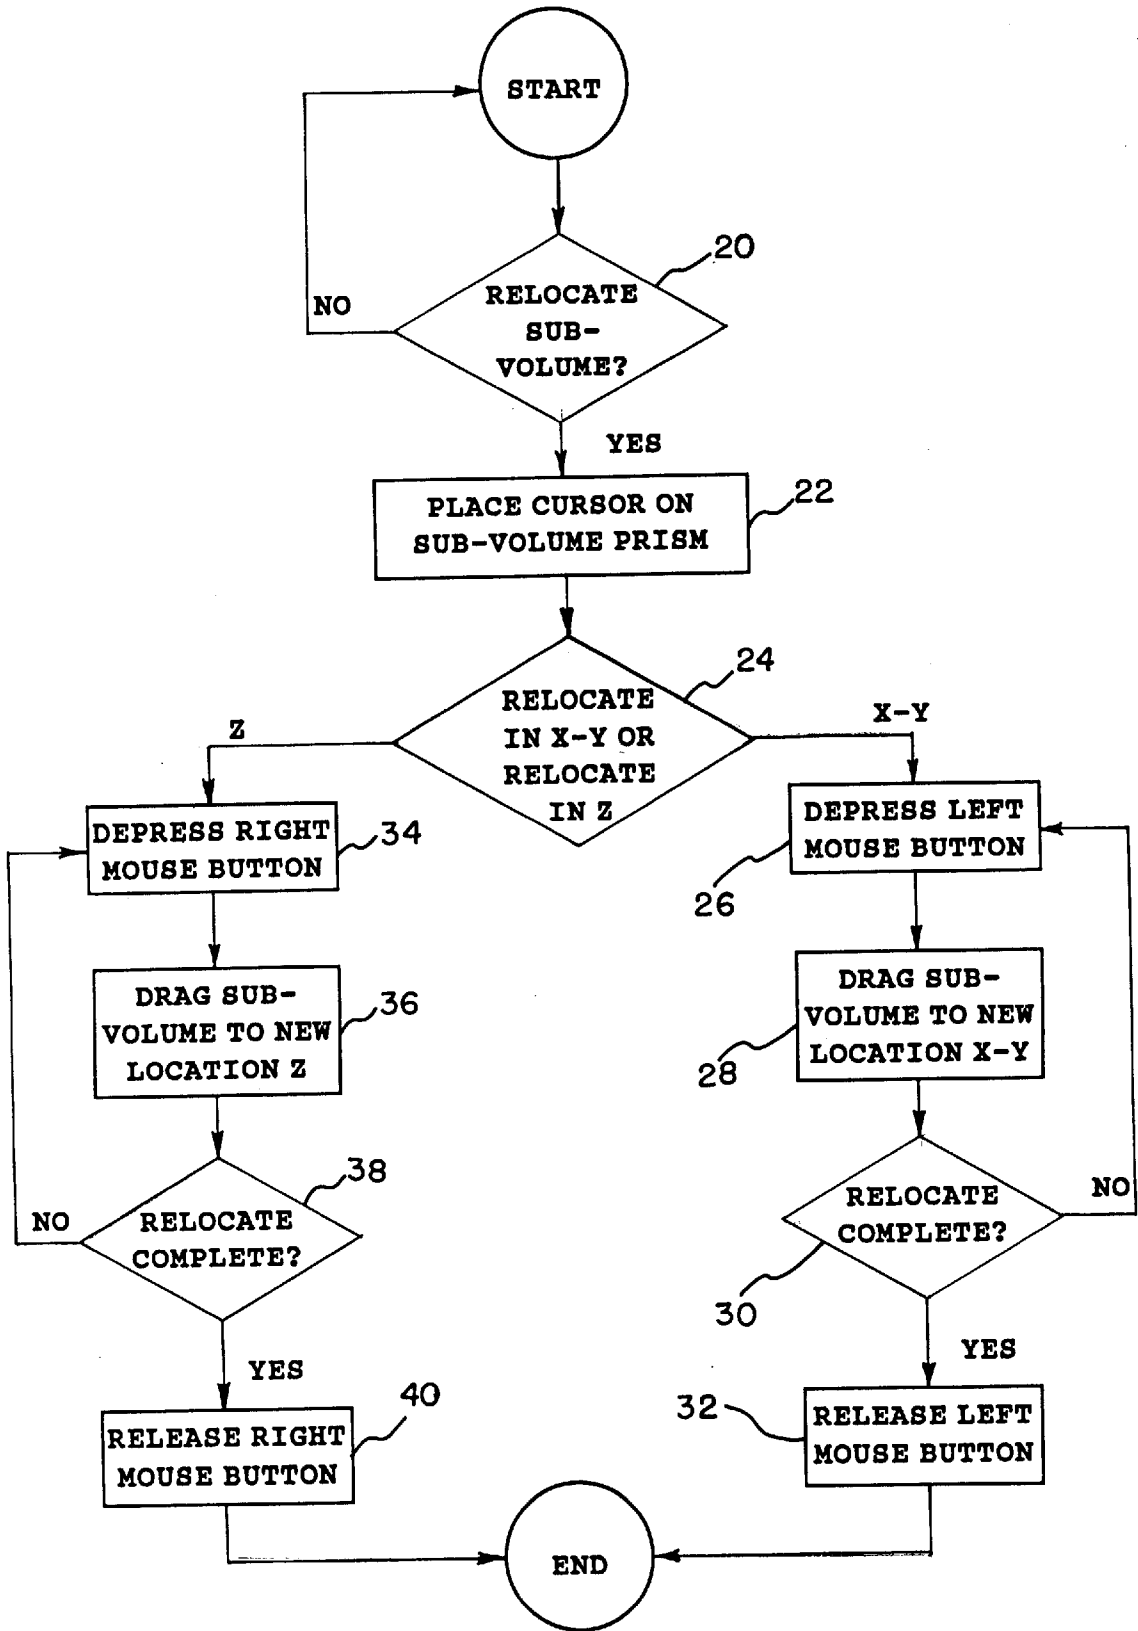 START
20
NO
RELOCATE
SUB-
VOLUME?
YES
22
PLACE CURSOR ON
SUB-VOLUME PRISM
24
RELOCATE
IN X-Y OR
RELOCATE
IN Z
Z
X-Y
DEPRESS RIGHT
MOUSE BUTTON
34
DRAG SUB-
VOLUME TO NEW
LOCATION Z
36
38
NO
RELOCATE
COMPLETE?
YES
40
RELEASE RIGHT
MOUSE BUTTON
DEPRESS LEFT
MOUSE BUTTON
26
DRAG SUB-
VOLUME TO NEW
LOCATION X-Y
28
NO
RELOCATE
COMPLETE?
30
YES
32
RELEASE LEFT
MOUSE BUTTON
END